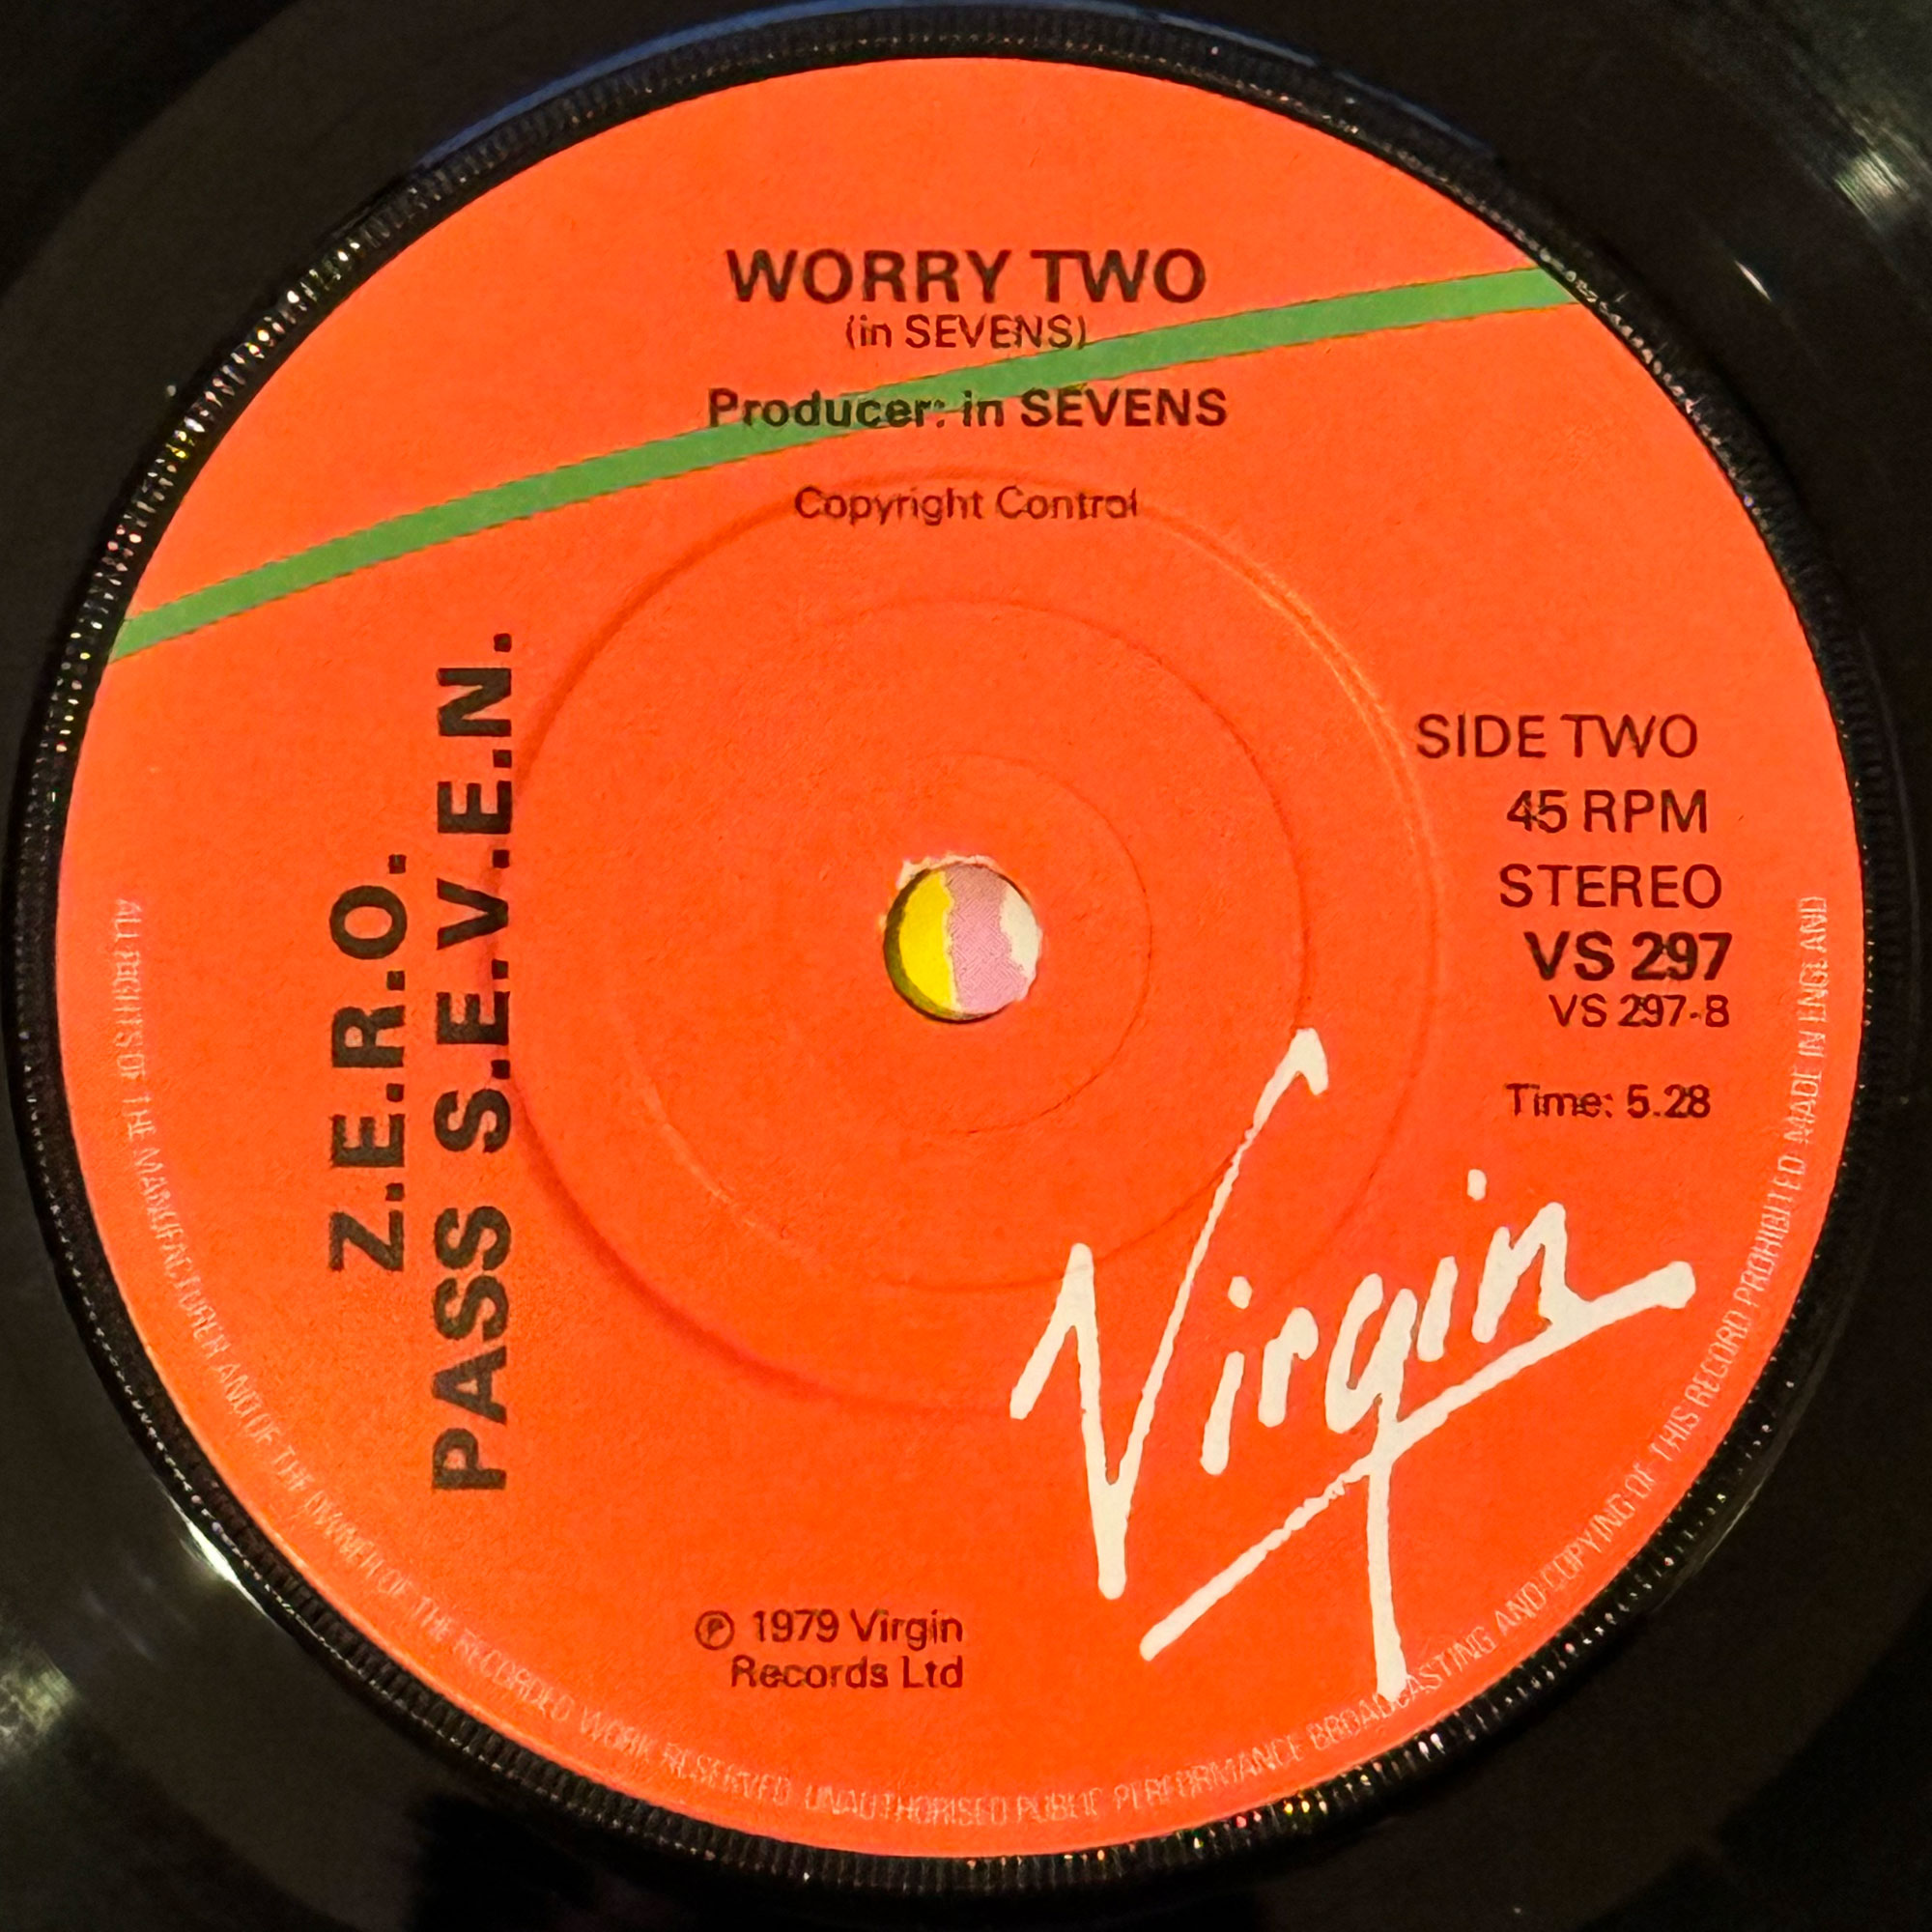 WORRY TWO
(in SEVENS)
Producer: in SEVENS
Copyright Control
Z.E.R.O.
PASS S.E.V.E.N.
SIDE TWO
45 RPM
STEREO
VS 297
VS 297-B
Time: 5.28
Virgin
℗ 1979 Virgin
Records Ltd
ALL RIGHTS OF THE MANUFACTURER AND OF THE OWNER OF THE RECORDED WORK RESERVED UNAUTHORISED PUBLIC PERFORMANCE BROADCASTING AND COPYING OF THIS RECORD PROHIBITED MADE IN ENGLAND